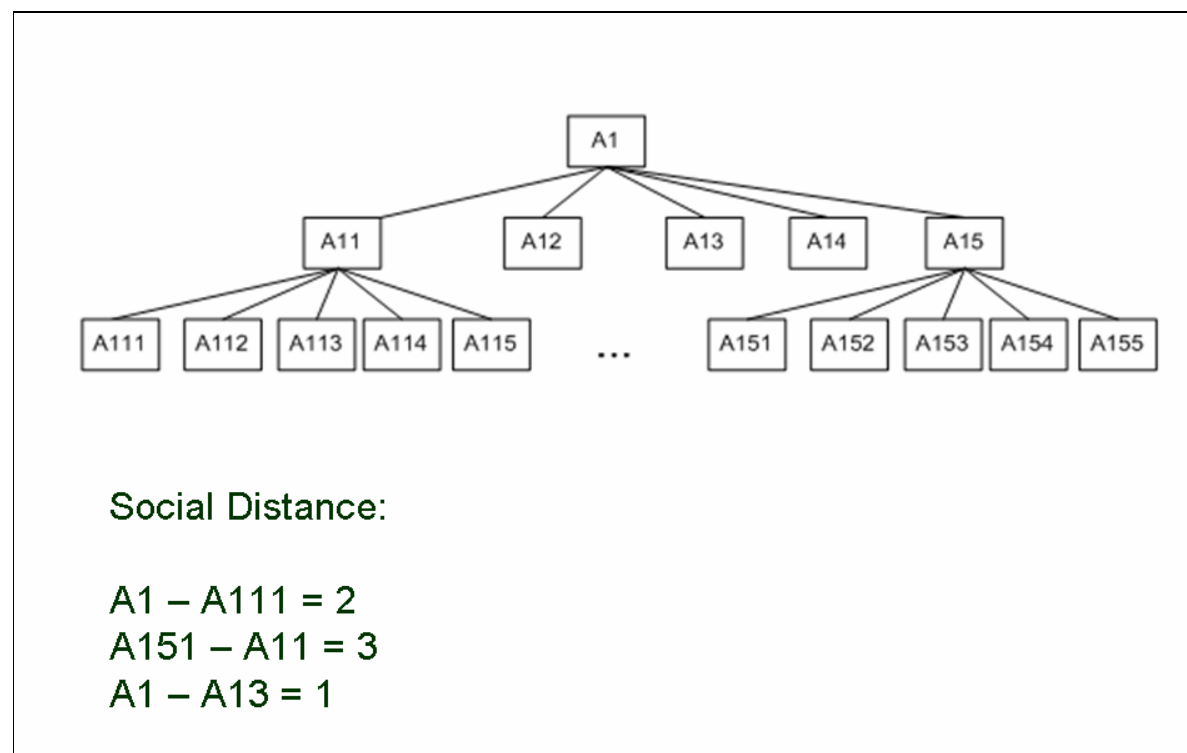 A1
A11 A12 A13 A14 A15
A111 A112 A113 A114 A115 ... A151 A152 A153 A154 A155
Social Distance:
A1 – A111 = 2
A151 – A11 = 3
A1 – A13 = 1